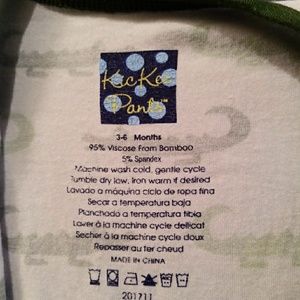 KicKee
Pants™
3-6 Months
95% Viscose From Bamboo
5% Spandex
Machine wash cold, gentle cycle
Tumble dry low, iron warm if desired
Lavado a máquina ciclo de ropa fina
Secar a temperatura baja
Planchado a temperatura tibia
Laver à la machine cycle delicat
Sécher à la machine cycle doux
Repasser au fer chaud
MADE IN CHINA
201711